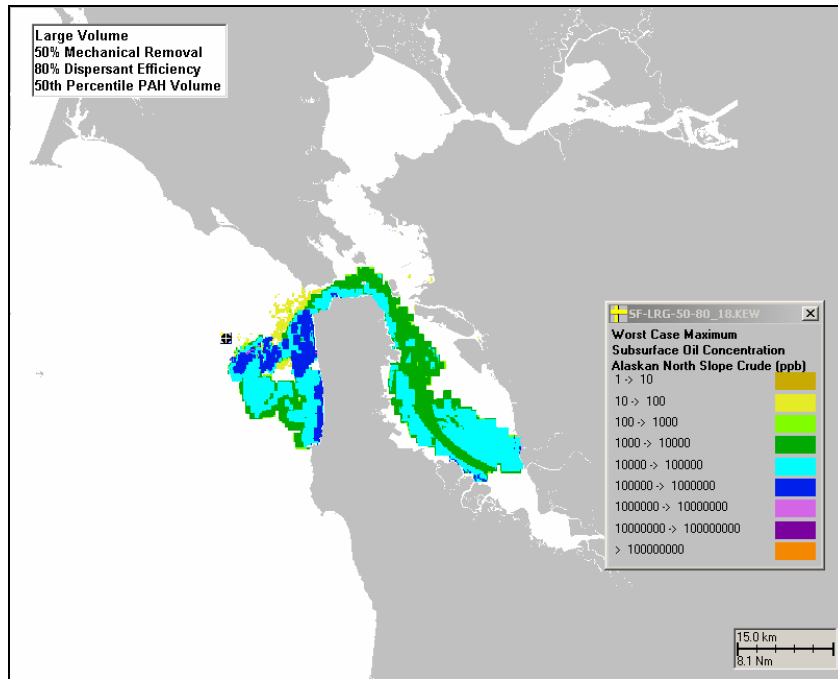 Large Volume
50% Mechanical Removal
80% Dispersant Efficiency
50th Percentile PAH Volume
SF-LRG-50-80_18.KEW
Worst Case Maximum
Subsurface Oil Concentration
Alaskan North Slope Crude (ppb)
1 -> 10
10 -> 100
100 -> 1000
1000 -> 10000
10000 -> 100000
100000 -> 1000000
1000000 -> 10000000
10000000 -> 100000000
> 100000000
15.0 km
8.1 Nm